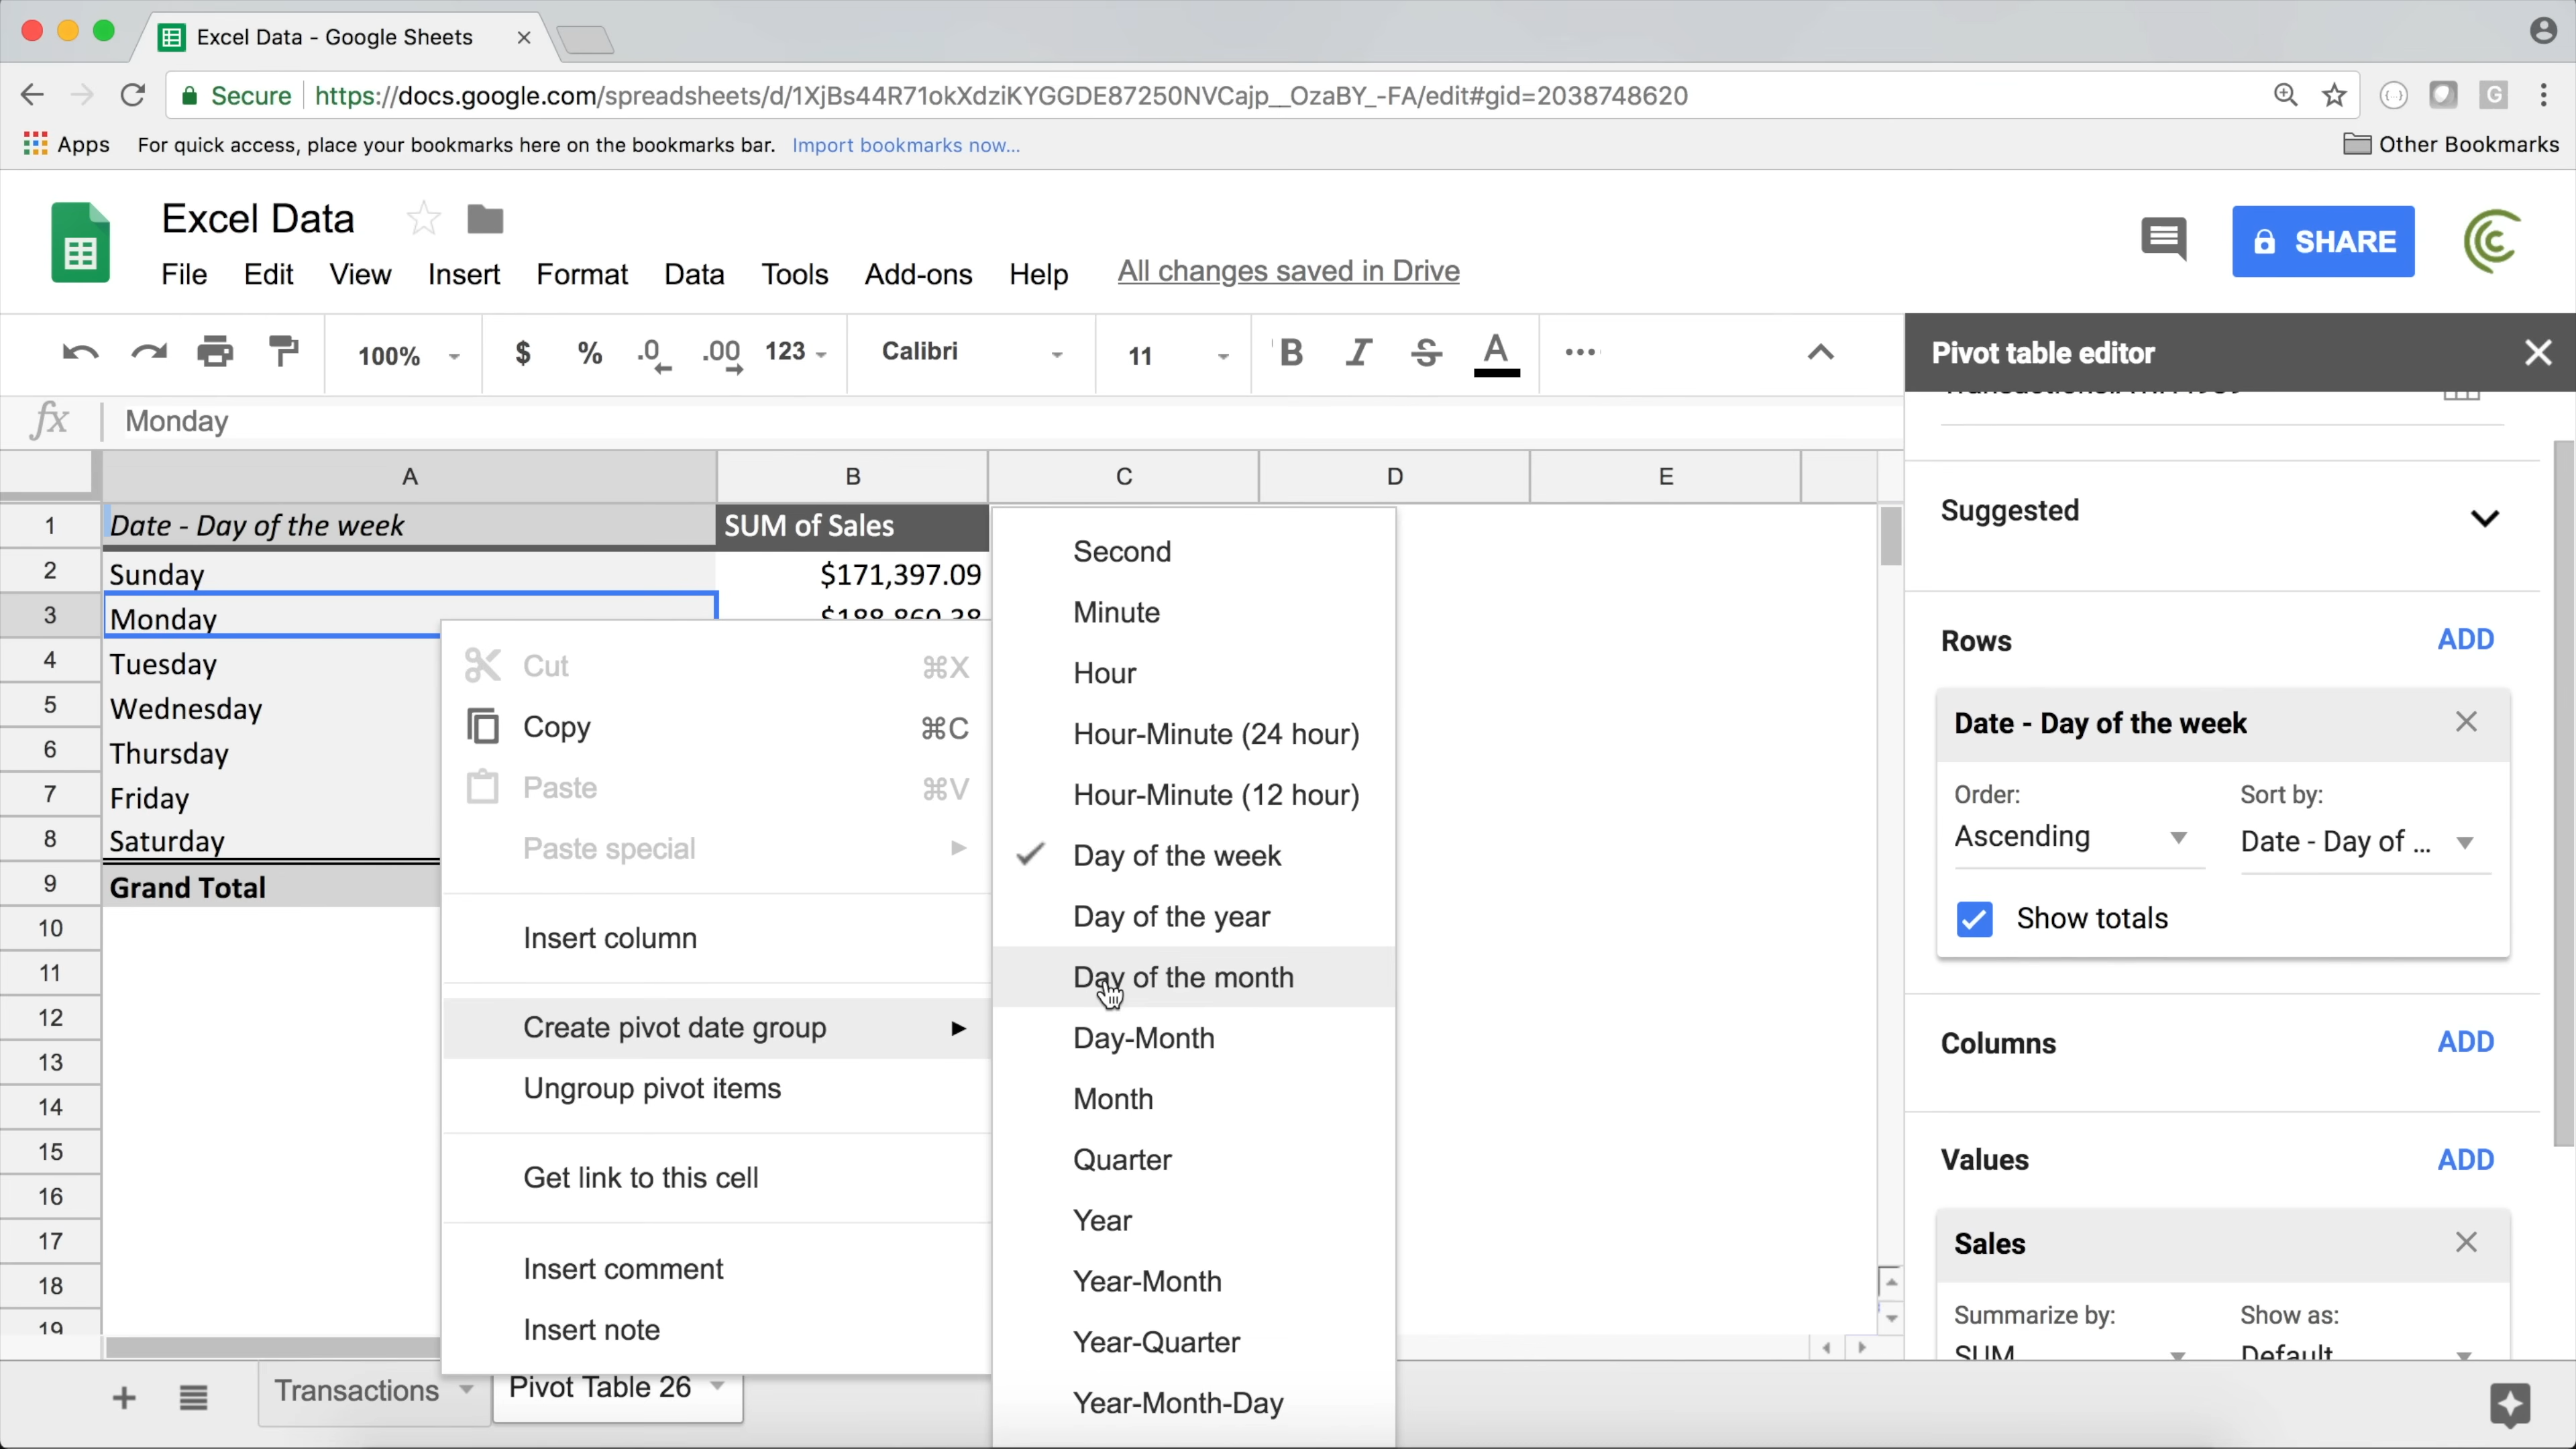 Excel Data - Google Sheets
Secure https://docs.google.com/spreadsheets/d/1XjBs44R71okXdziKYGGDE87250NVCajp__OzaBY_-FA/edit#gid=2038748620
G
Apps For quick access, place your bookmarks here on the bookmarks bar. Import bookmarks now... Other Bookmarks
Excel Data
SHARE
File Edit View Insert Format Data Tools Add-ons Help All changes saved in Drive
100% $ % .0 .00 123 Calibri 11 B I S A
Pivot table editor
fx Monday
A B C D E
1 Date - Day of the week SUM of Sales
2 Sunday $171,397.09
3 Monday $188,860.38
4 Tuesday
5 Wednesday
6 Thursday
7 Friday
8 Saturday
9 Grand Total
10
11
12
13
14
15
16
17
18
19
Cut ⌘X
Copy ⌘C
Paste ⌘V
Paste special
Insert column
Create pivot date group
Ungroup pivot items
Get link to this cell
Insert comment
Insert note
Second
Minute
Hour
Hour-Minute (24 hour)
Hour-Minute (12 hour)
Day of the week
Day of the year
Day of the month
Day-Month
Month
Quarter
Year
Year-Month
Year-Quarter
Year-Month-Day
Suggested
Rows ADD
Date - Day of the week
Order: Sort by:
Ascending Date - Day of ...
Show totals
Columns ADD
Values ADD
Sales
Summarize by: Show as:
SUM Default
Transactions Pivot Table 26